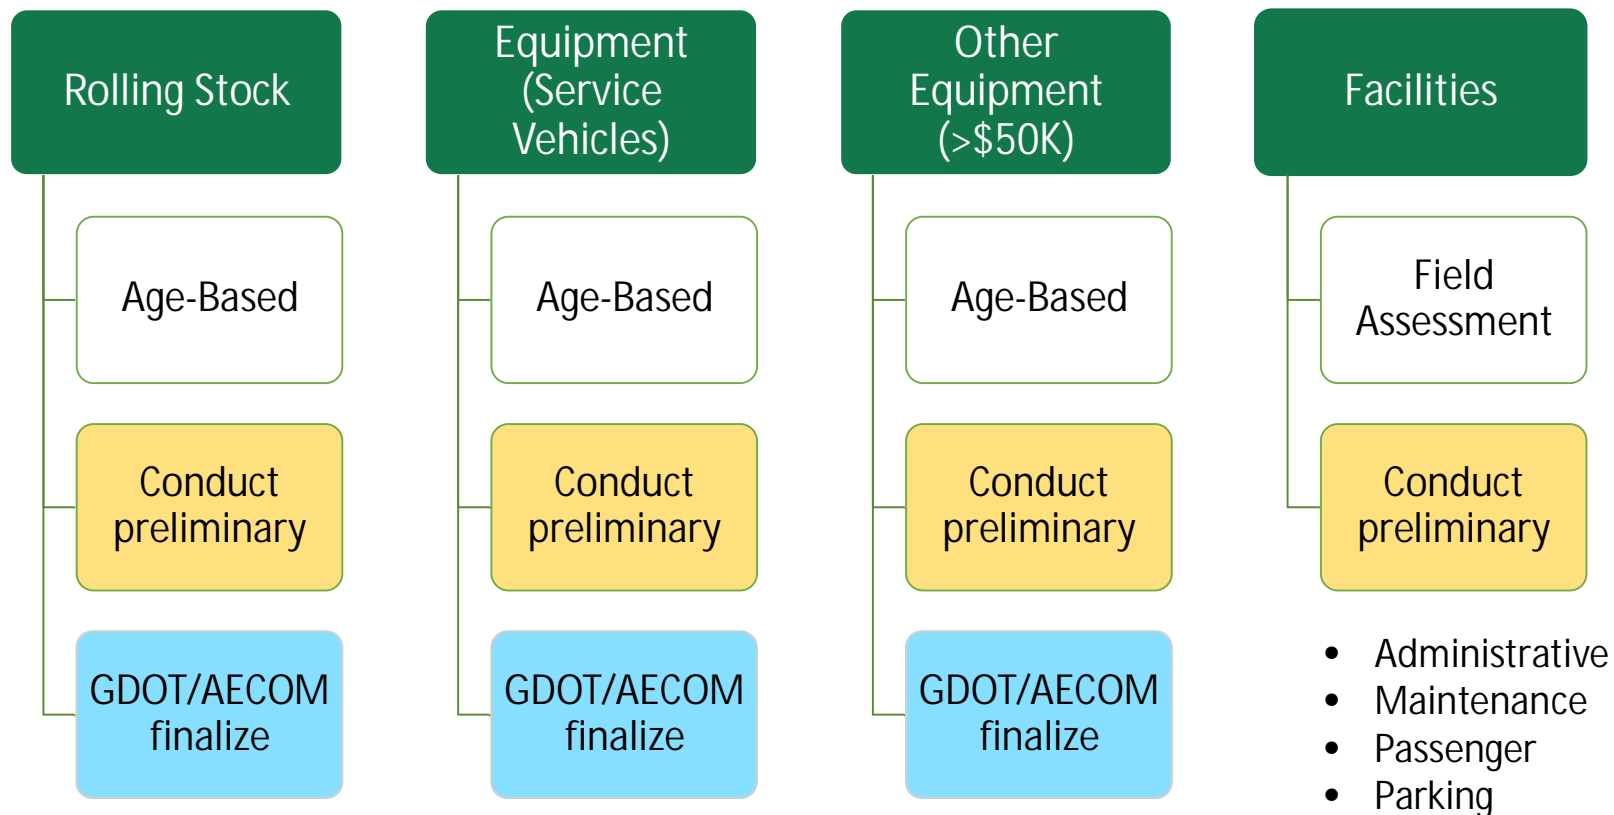 Rolling Stock
Age-Based
Conduct
preliminary
GDOT/AECOM
finalize
Equipment
(Service
Vehicles)
Age-Based
Conduct
preliminary
GDOT/AECOM
finalize
Other
Equipment
(>$50K)
Age-Based
Conduct
preliminary
GDOT/AECOM
finalize
Facilities
Field
Assessment
Conduct
preliminary
• Administrative
• Maintenance
• Passenger
• Parking